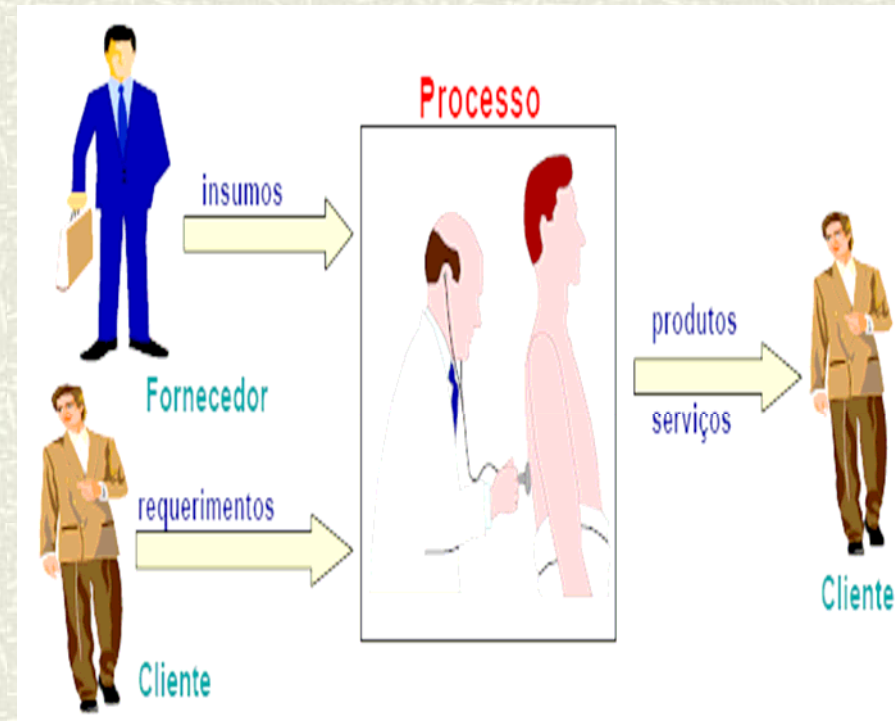 Processo
insumos
Fornecedor
requerimentos
Cliente
produtos
serviços
Cliente